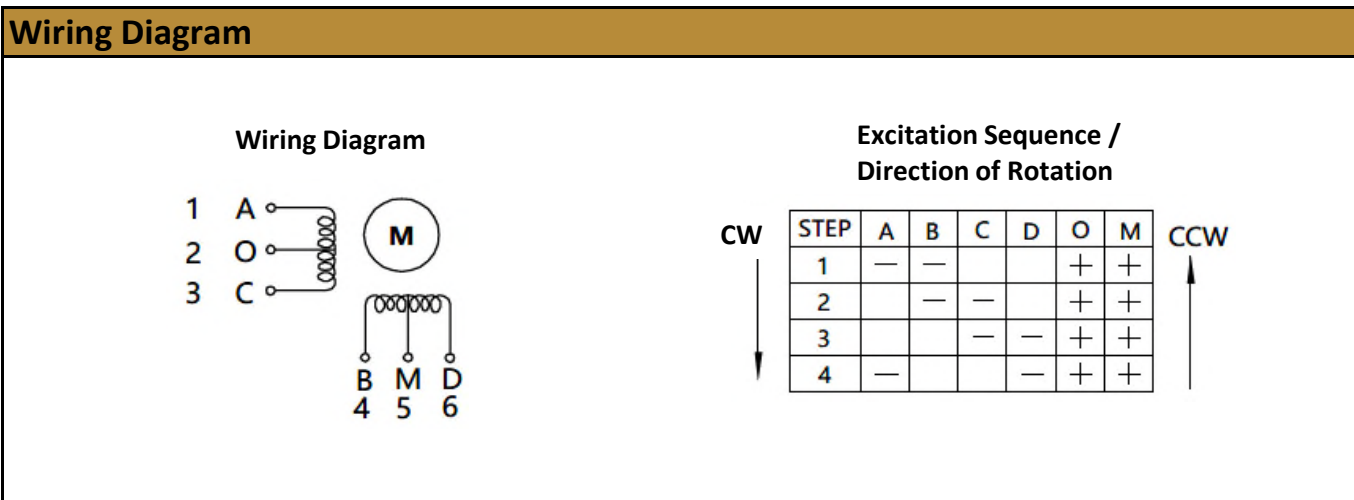 Wiring Diagram
Wiring Diagram
1 A
2 O
3 C
M
B M D
4 5 6
Excitation Sequence /
Direction of Rotation
CW
STEP A B C D O M
1 — — + +
2 — — + +
3 — — + +
4 — — + +
CCW